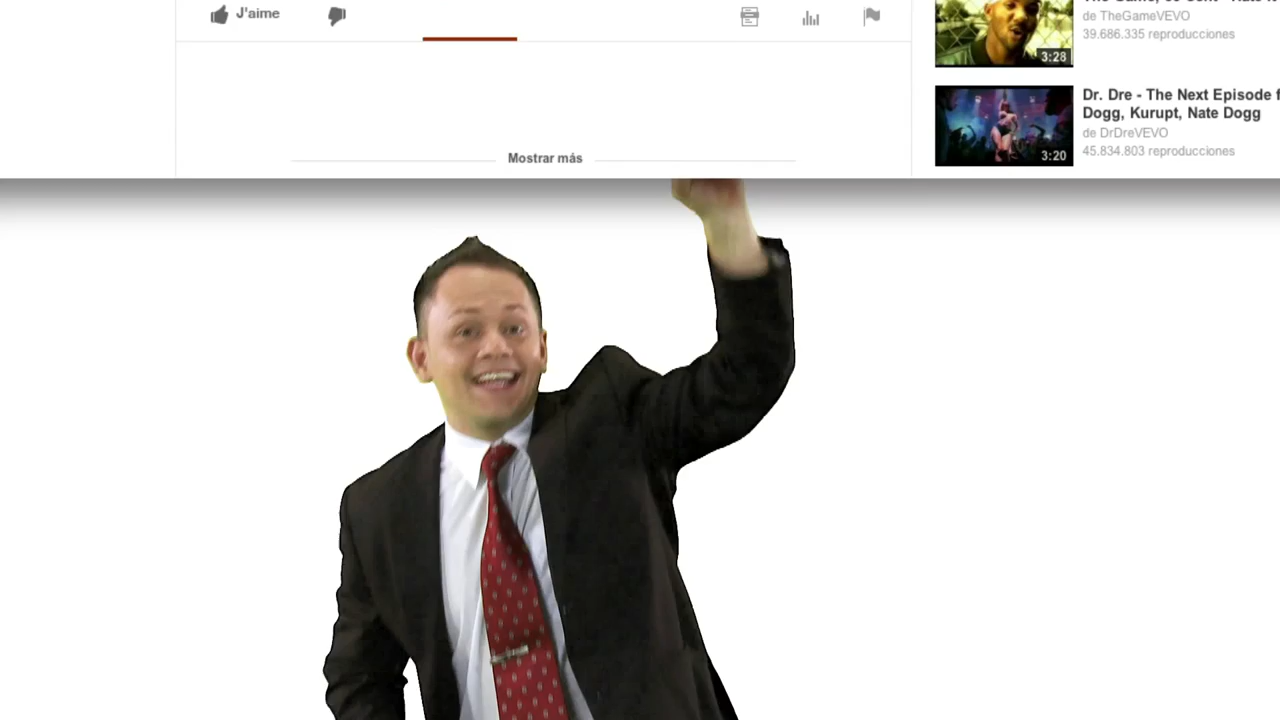 J'aime
de TheGameVEVO
39.686.335 reproducciones
3:28
Dr. Dre - The Next Episode f
Dogg, Kurupt, Nate Dogg
de DrDreVEVO
45.834.803 reproducciones
3:20
Mostrar más